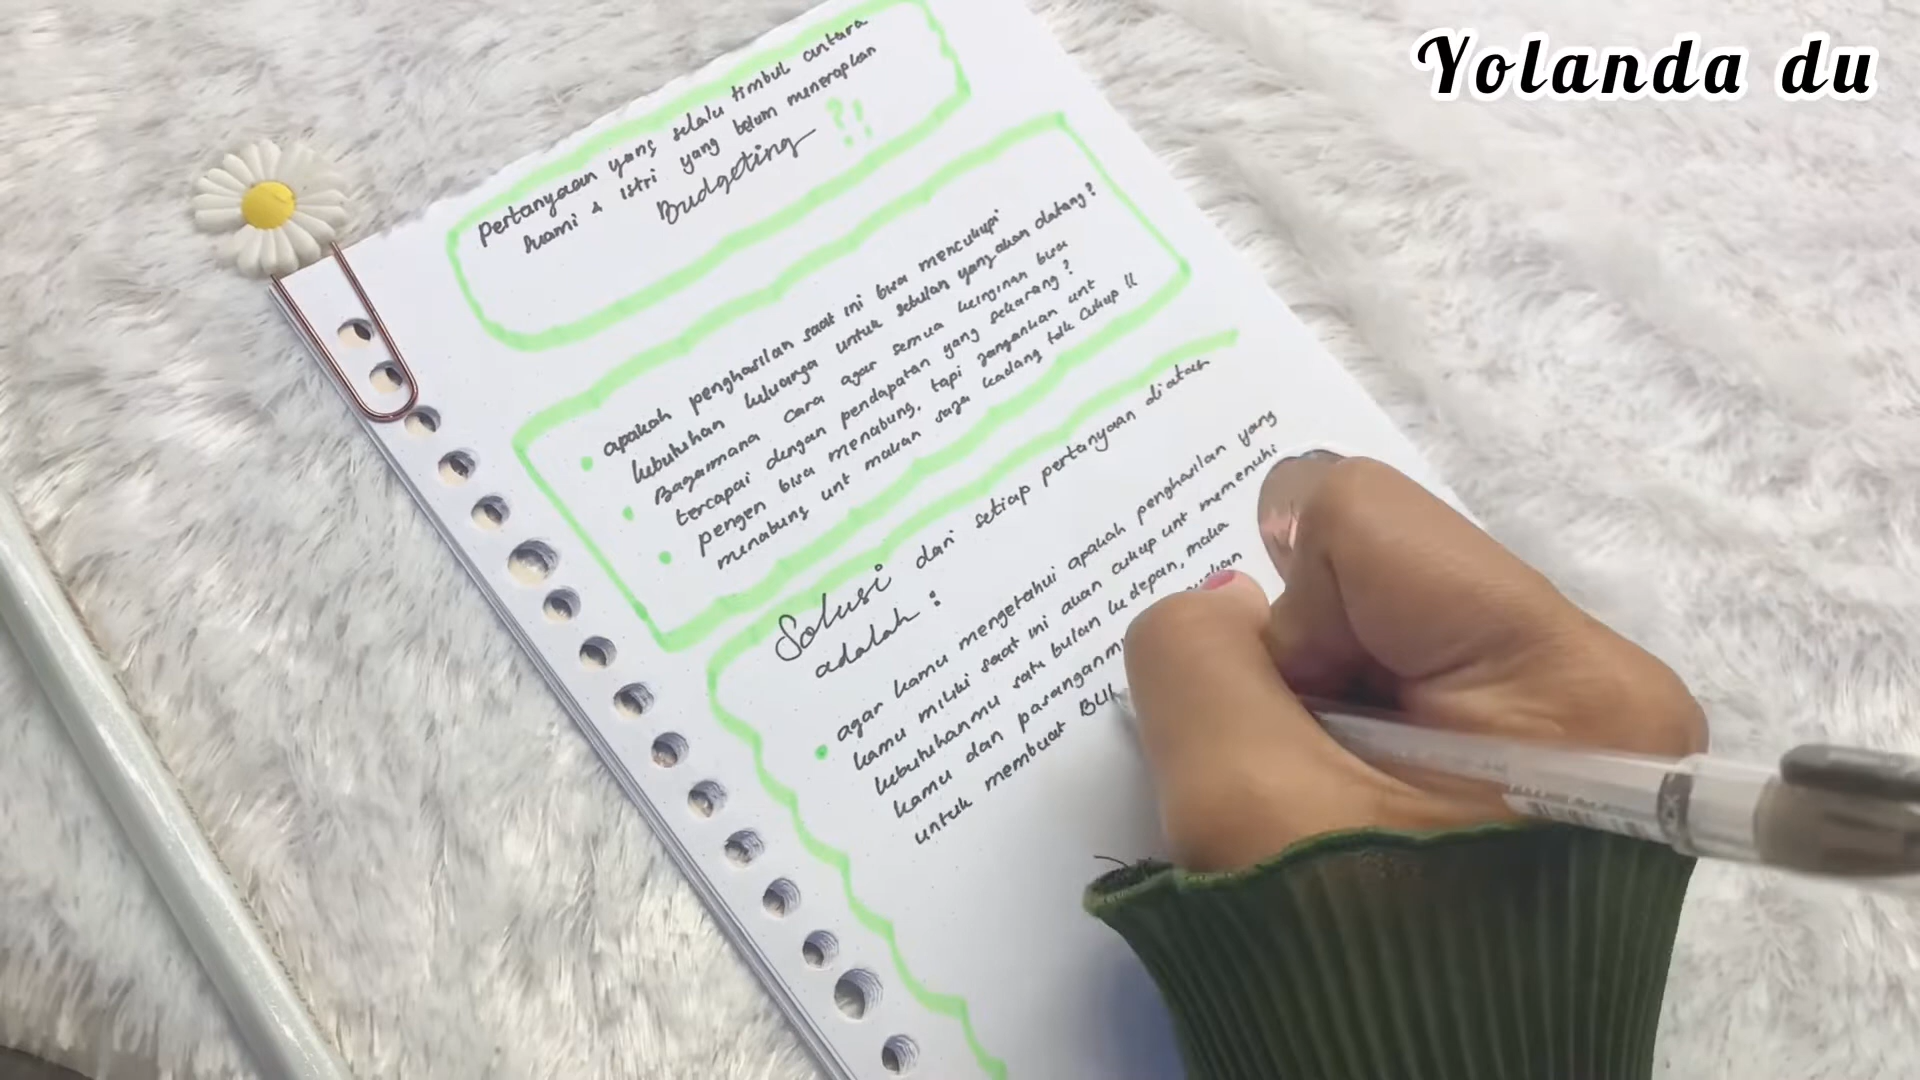 Yolanda du
pertanyaan yang selalu timbul antara
suami & istri yang belum menerapkan
Budgeting ?!
• apakah penghasilan saat ini bisa mencukupi
kebutuhan keluarga untuk sebulan yang akan datang?
• Bagaimana cara agar semua keinginan bisa
tercapai dengan pendapatan yang sekarang?
• pengen bisa menabung, tapi jangankan unt
menabung unt makan saja kadang tdk cukup !!
Solusi dari setiap pertanyaan diatas
adalah :
• agar kamu mengetahui apakah penghasilan yang
kamu miliki saat ini akan cukup unt memenuhi
kebutuhanmu satu bulan ke depan, maka
kamu dan pasanganmu
untuk membuat BU